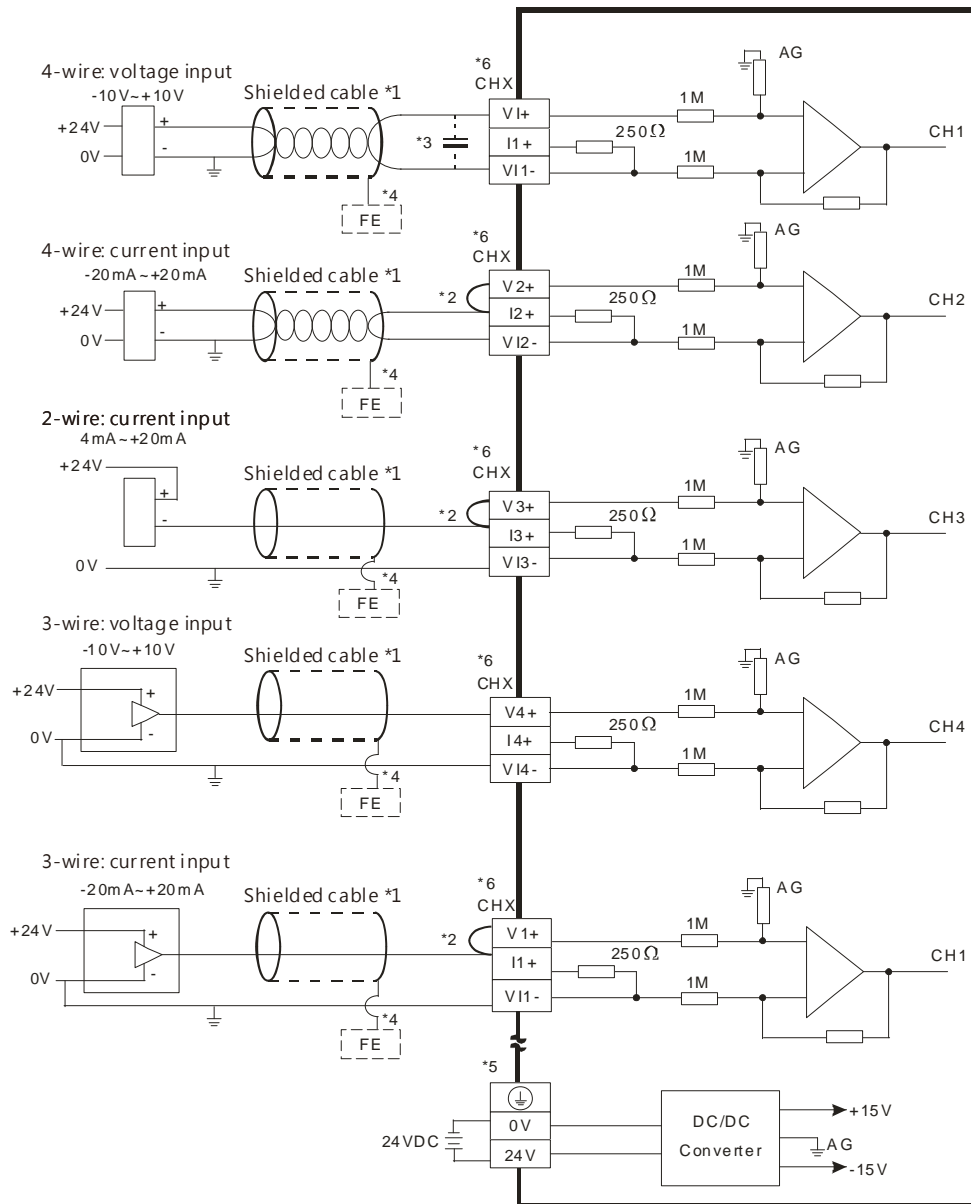 4-wire: voltage input
-10V~+10V
+24V
0V
+
-
Shielded cable *1
*3
*4
FE
*6
CHX
VI+
I1+
VI1-
250Ω
1M
1M
AG
CH1
4-wire: current input
-20mA~+20mA
+24V
0V
+
-
Shielded cable *1
*2
*4
FE
*6
CHX
V2+
I2+
VI2-
250Ω
1M
1M
AG
CH2
2-wire: current input
4mA~+20mA
+24V
+
-
0V
Shielded cable *1
*2
*4
FE
*6
CHX
V3+
I3+
VI3-
250Ω
1M
1M
AG
CH3
3-wire: voltage input
-10V~+10V
+24V
0V
+
-
Shielded cable *1
*4
FE
*6
CHX
V4+
I4+
VI4-
250Ω
1M
1M
AG
CH4
3-wire: current input
-20mA~+20mA
+24V
0V
+
-
Shielded cable *1
*2
*4
FE
*6
CHX
V1+
I1+
VI1-
250Ω
1M
1M
AG
CH1
*5
24VDC
0V
24V
DC/DC
Converter
+15V
AG
-15V